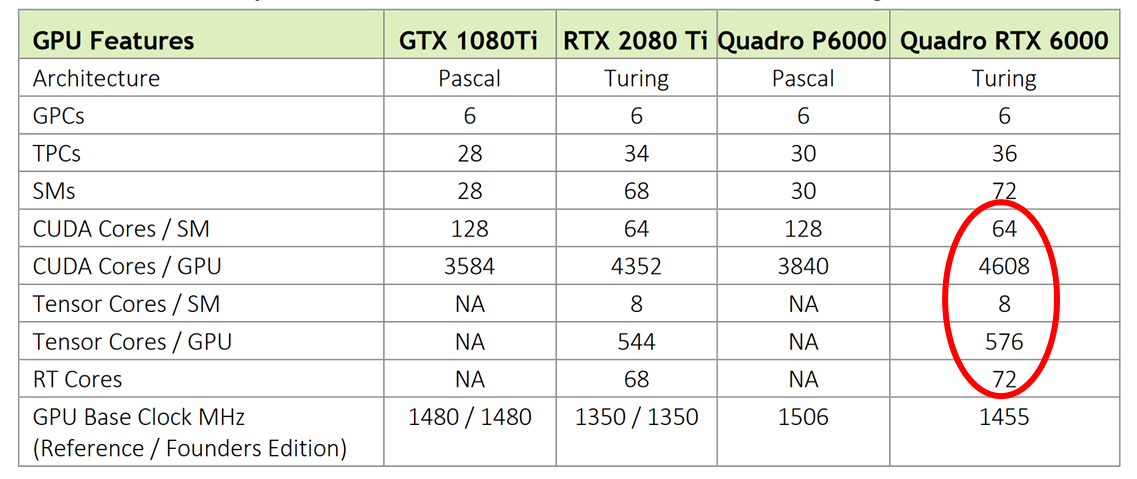 GPU Features GTX 1080Ti RTX 2080 Ti Quadro P6000 Quadro RTX 6000
Architecture Pascal Turing Pascal Turing
GPCs 6 6 6 6
TPCs 28 34 30 36
SMs 28 68 30 72
CUDA Cores / SM 128 64 128 64
CUDA Cores / GPU 3584 4352 3840 4608
Tensor Cores / SM NA 8 NA 8
Tensor Cores / GPU NA 544 NA 576
RT Cores NA 68 NA 72
GPU Base Clock MHz 1480 / 1480 1350 / 1350 1506 1455
(Reference / Founders Edition)